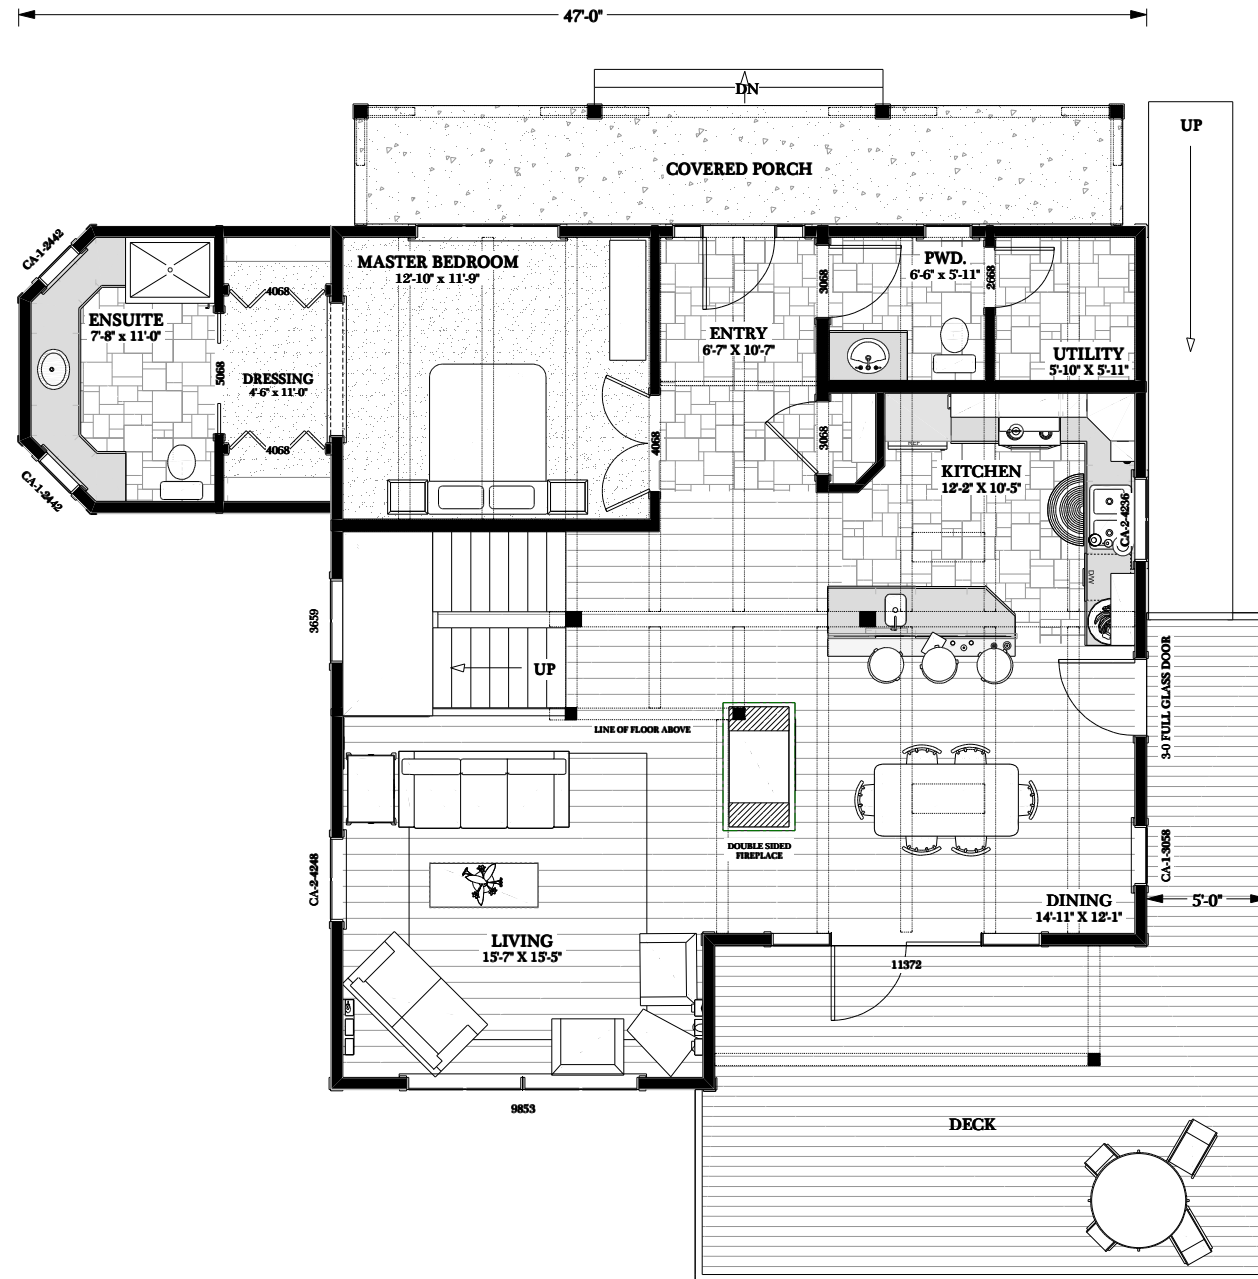 47'-0"
DN
UP
COVERED PORCH
CA-1-2442
MASTER BEDROOM
12'-10" x 11'-9"
PWD.
6'-6" x 5'-11"
3068
2668
4068
ENSUITE
7'-8" x 11'-0"
ENTRY
6'-7" X 10'-7"
UTILITY
5'-10" X 5'-11"
5068
DRESSING
4'-6" x 11'-0"
4068
4068
3068
REF.
KITCHEN
12'-2" X 10'-5"
CA-1-2442
CA-2-4236
D/W
3659
UP
3-0 FULL GLASS DOOR
LINE OF FLOOR ABOVE
DOUBLE SIDED
FIREPLACE
CA-2-4248
CA-1-3058
DINING
14'-11" X 12'-1"
5'-0"
LIVING
15'-7" X 15'-5"
11372
9853
DECK